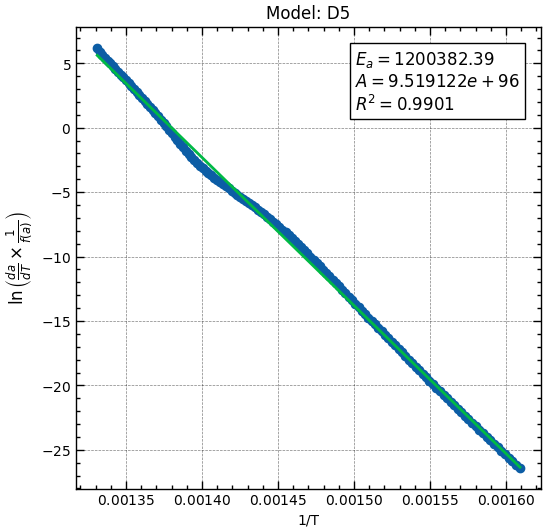 Model: D5
E_a = 1200382.39
A = 9.519122e + 96
R² = 0.9901
5
0
−5
−10
−15
−20
−25
ln (da/dT × 1/f(a))
0.00135 0.00140 0.00145 0.00150 0.00155 0.00160
1/T